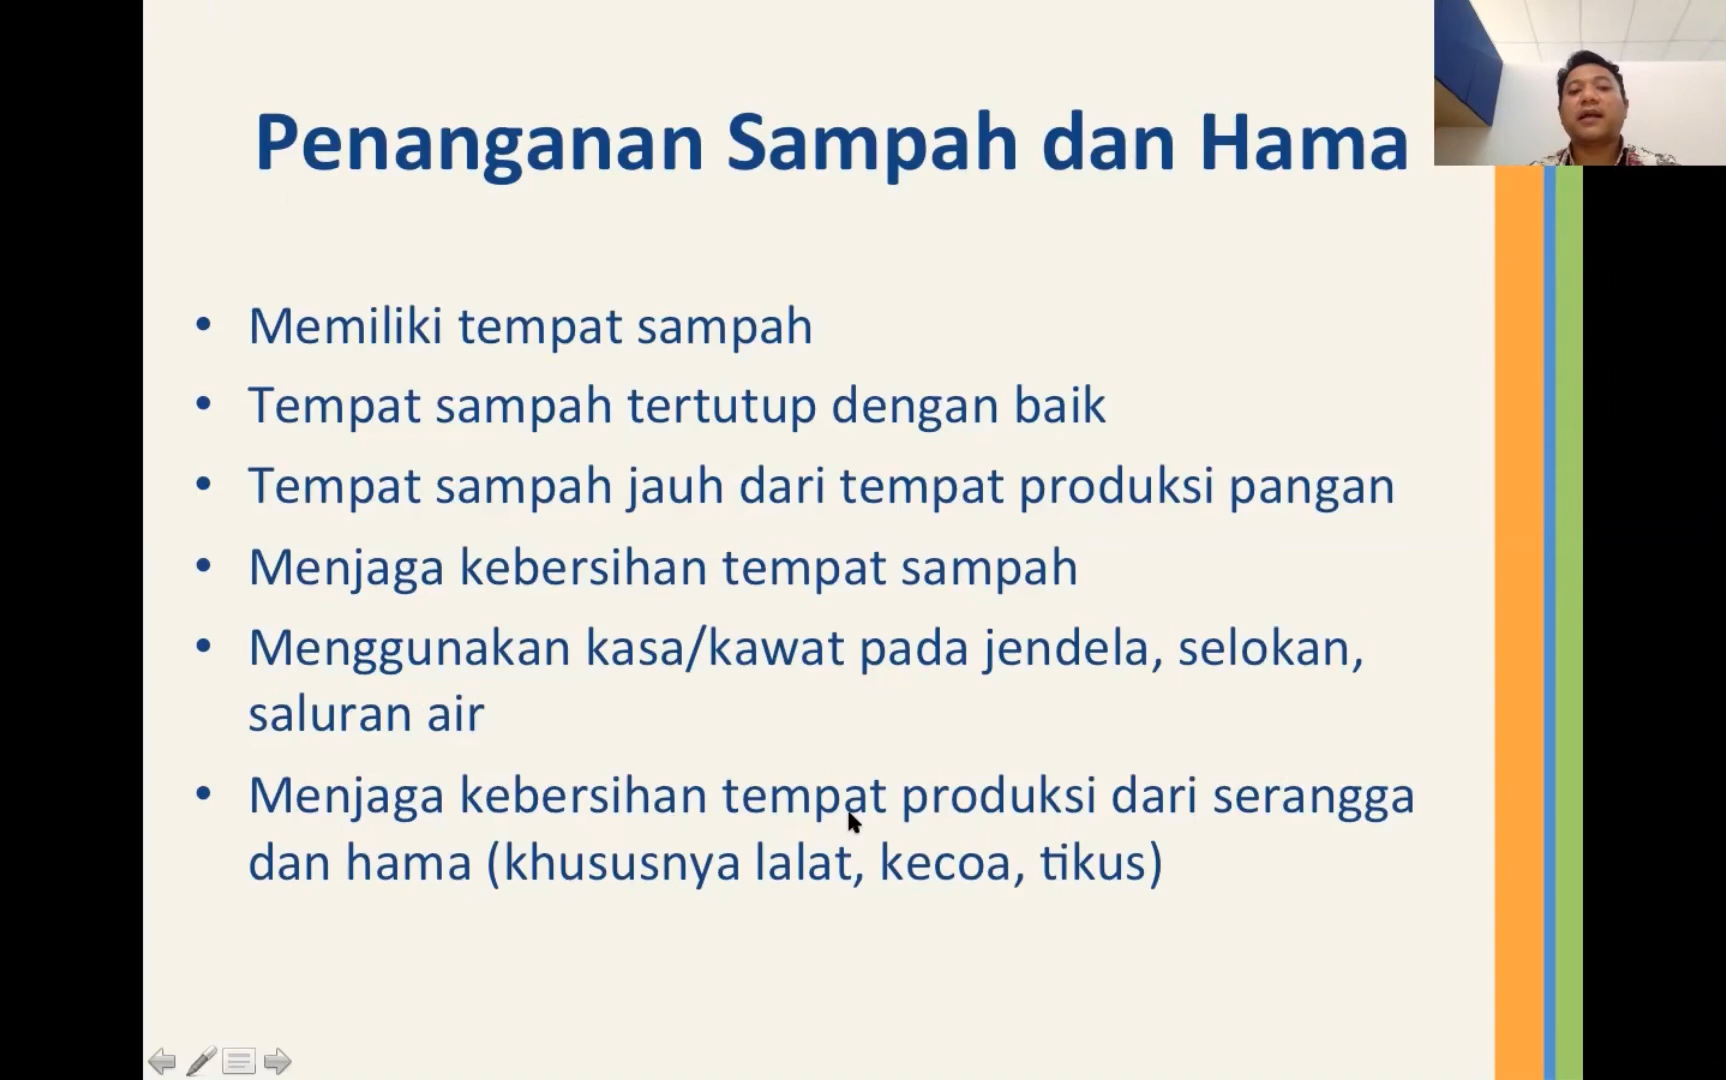 Penanganan Sampah dan Hama
• Memiliki tempat sampah
• Tempat sampah tertutup dengan baik
• Tempat sampah jauh dari tempat produksi pangan
• Menjaga kebersihan tempat sampah
• Menggunakan kasa/kawat pada jendela, selokan,
saluran air
• Menjaga kebersihan tempat produksi dari serangga
dan hama (khususnya lalat, kecoa, tikus)